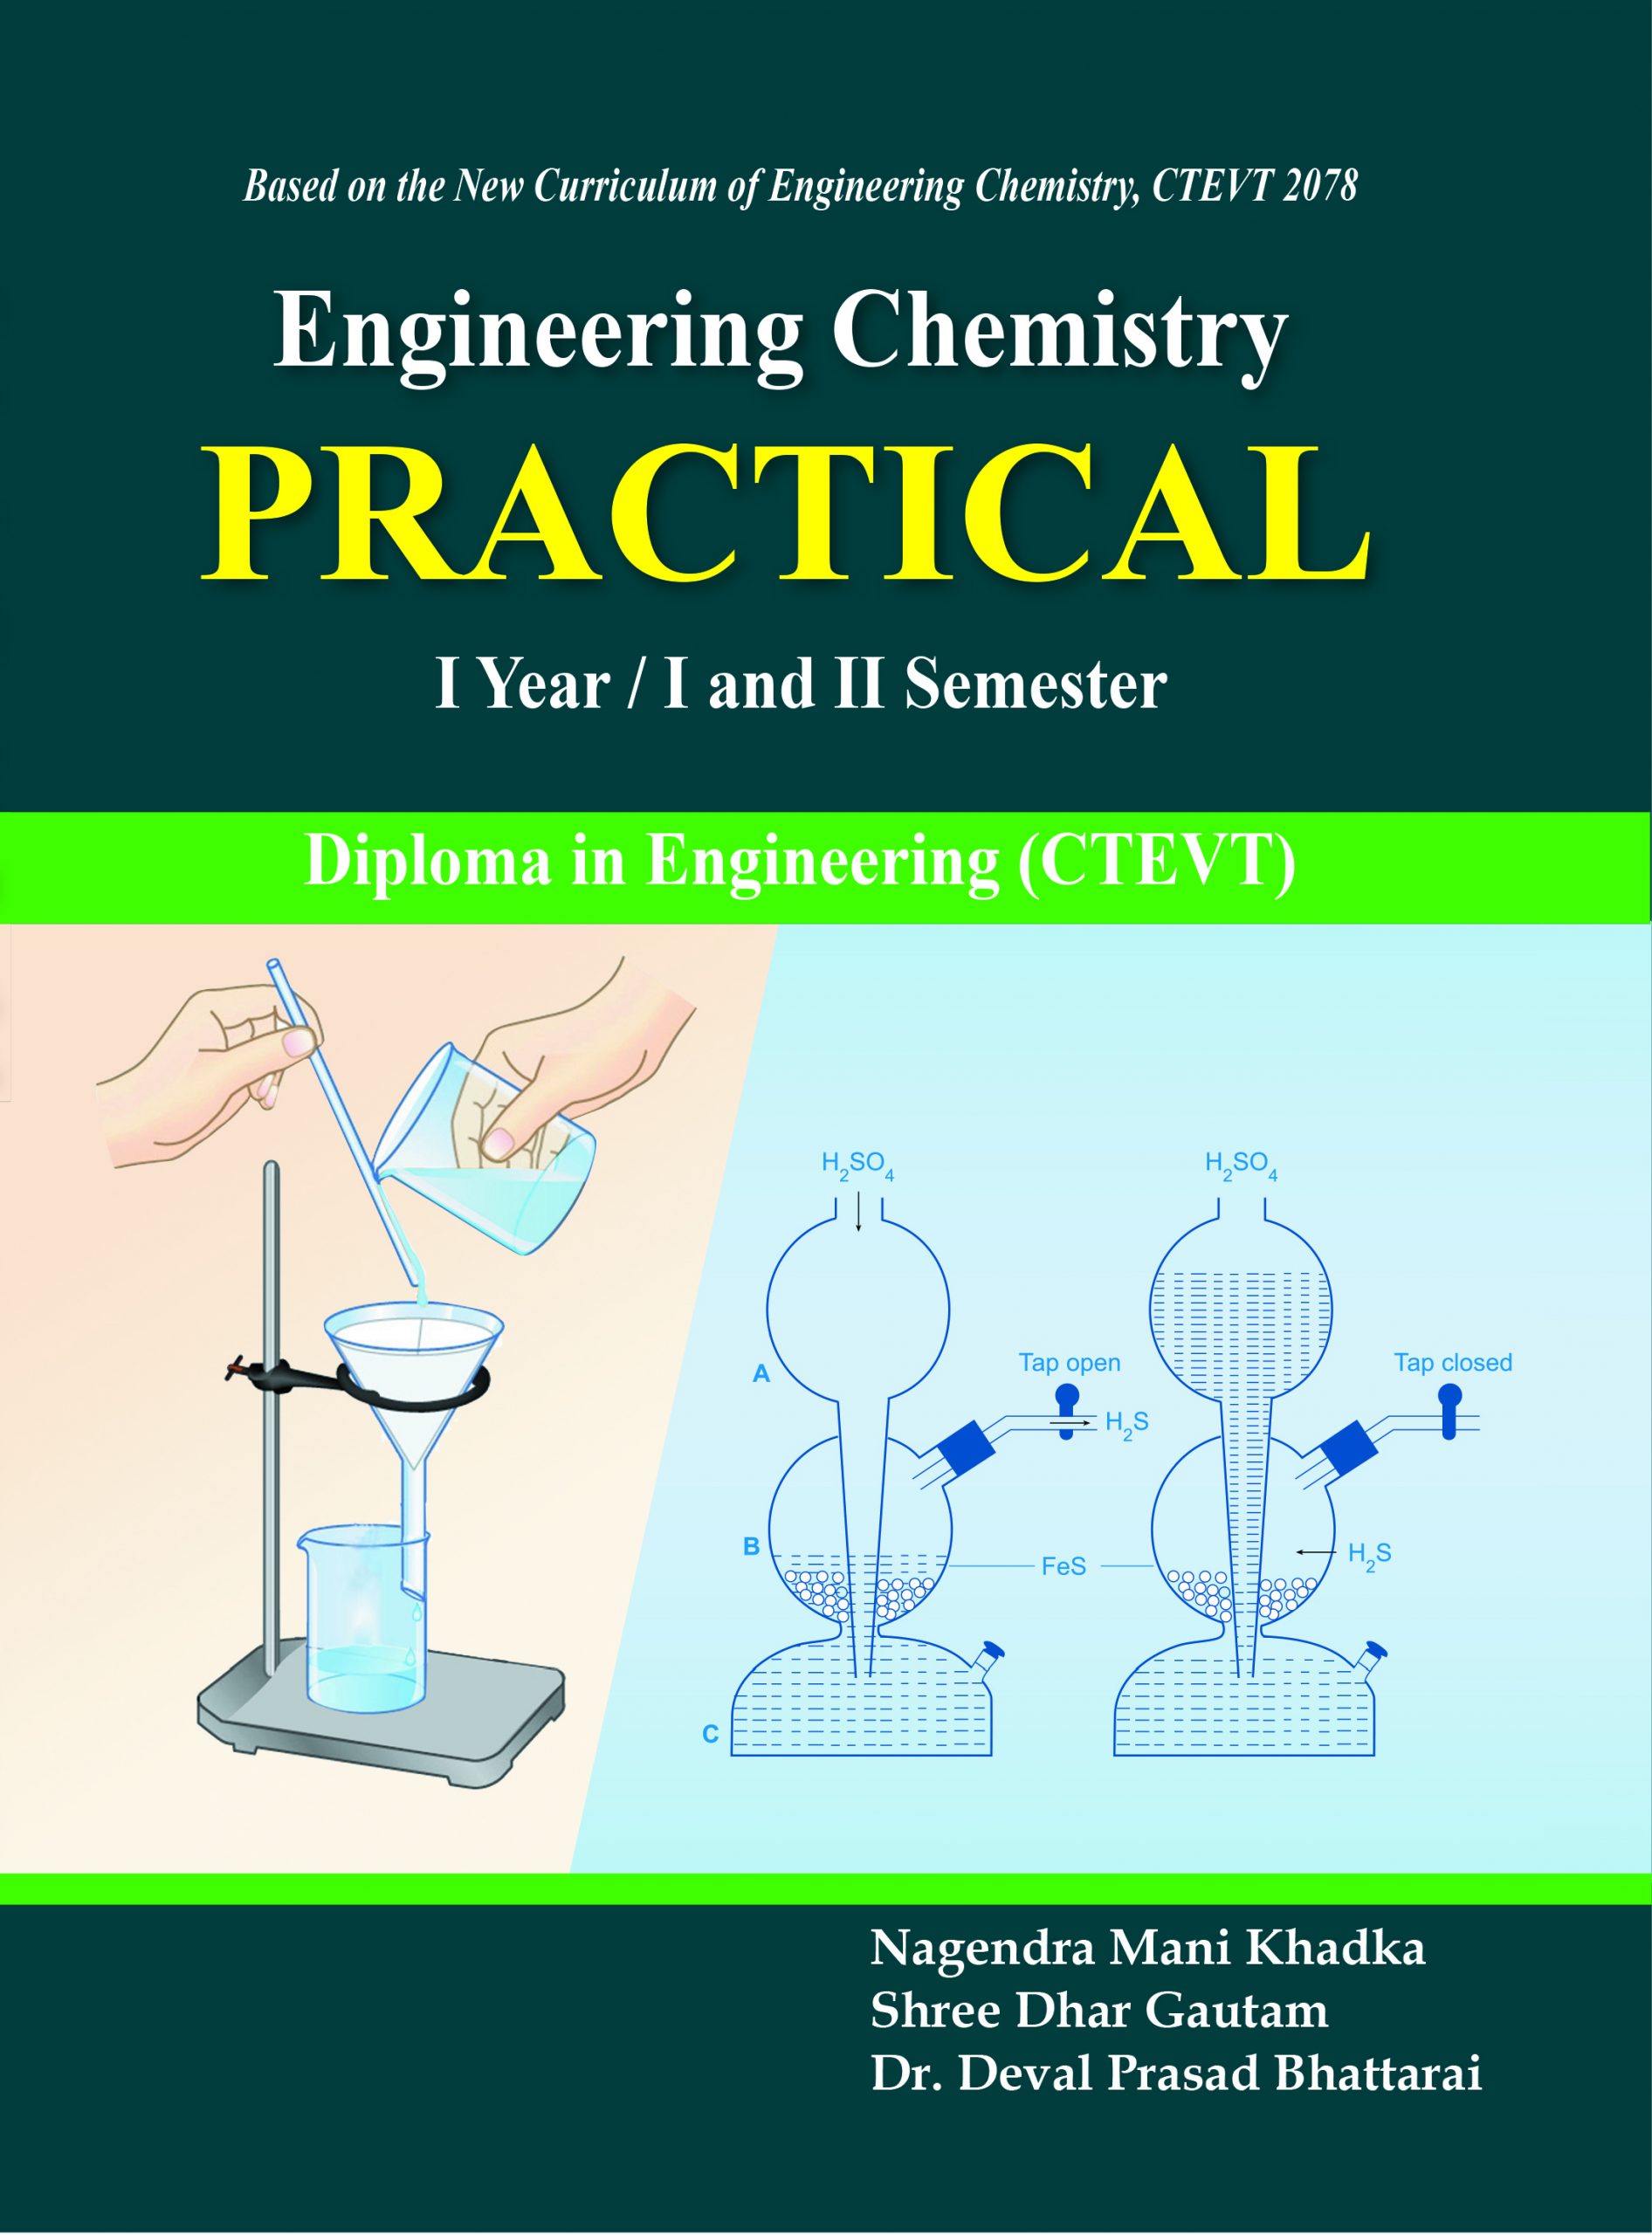 Based on the New Curriculum of Engineering Chemistry, CTEVT 2078
Engineering Chemistry
PRACTICAL
I Year / I and II Semester
Diploma in Engineering (CTEVT)
H₂SO₄
H₂SO₄
A
Tap open
Tap closed
H₂S
B
FeS
H₂S
C
Nagendra Mani Khadka
Shree Dhar Gautam
Dr. Deval Prasad Bhattarai